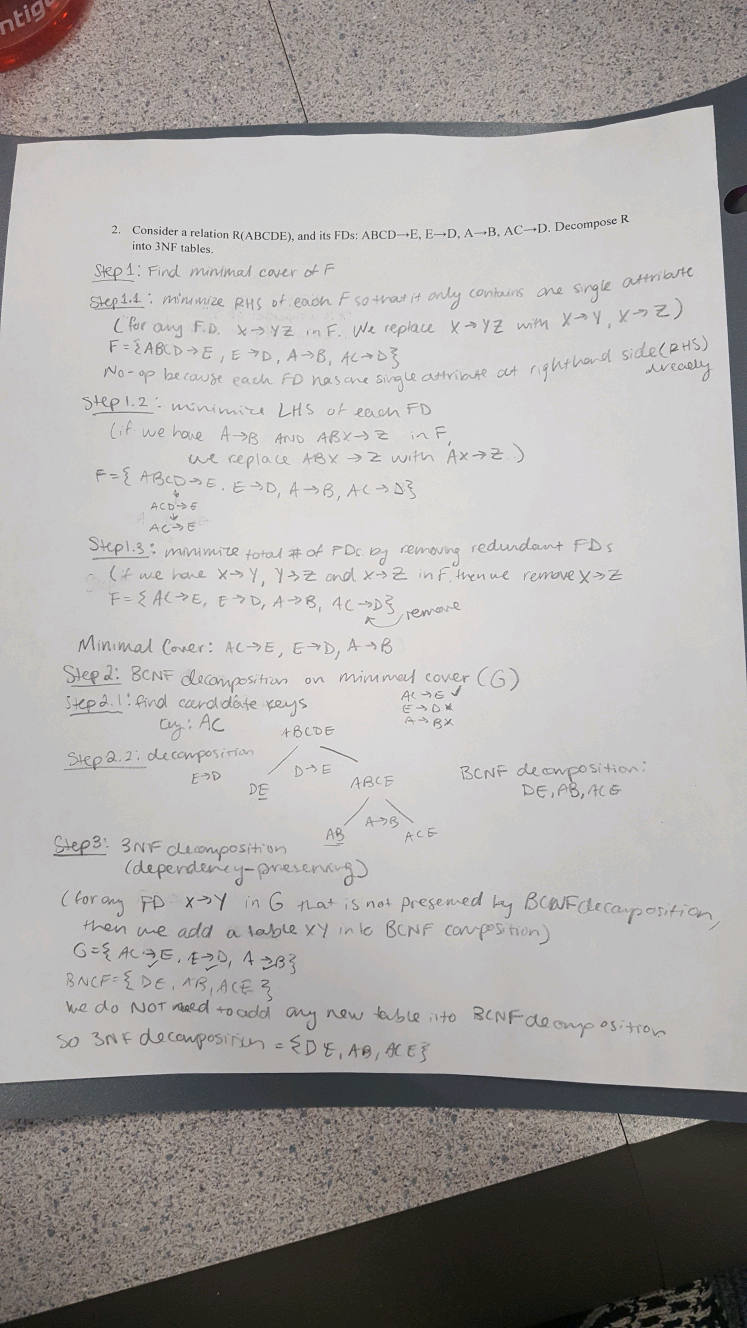 ntig
2. Consider a relation R(ABCDE), and its FDs: ABCD→E, E→D, A→B, AC→D. Decompose R
into 3NF tables.
Step 1: Find minimal cover of F
Step 1.1: minimize RHS of each F so that it only contains one single attribute
(for any F.D. X→YZ in F. We replace X→YZ with X→Y, X→Z)
F={ABCD→E, E→D, A→B, AC→D}
No-op because each FD has one single attribute at righthand side (RHS)
already
Step 1.2: minimize LHS of each FD
(if we have A→B AND ABX→Z in F,
we replace ABX→Z with AX→Z.)
F={ABCD→E. E→D, A→B, AC→D}
↓
ACD→E
↓
AC→E
Step 1.3: minimize total # of FDs by removing redundant FDs
(if we have X→Y, Y→Z and X→Z in F. then we remove X→Z
F={AC→E, E→D, A→B, AC→D} remove
Minimal Cover: AC→E, E→D, A→B
Step 2: BCNF decomposition on minimal cover (G)
Step 2.1: find candidate keys
AC→E ✓
E→D x
A→B x
key: AC
ABCDE
Step 2.2: decomposition
E→D
D→E
DE
ABCE
BCNF decomposition:
DE, AB, ACE
A→B
AB
ACE
Step 3: 3NF decomposition
(dependency-preserving)
(for any FD X→Y in G that is not preserved by BCNF decomposition,
then we add a table XY into BCNF composition)
G={AC→E, E→D, A→B}
BNCF={DE, AB, ACE}
We do NOT need to add any new table into BCNF decomposition
So 3NF decomposition = {DE, AB, ACE}